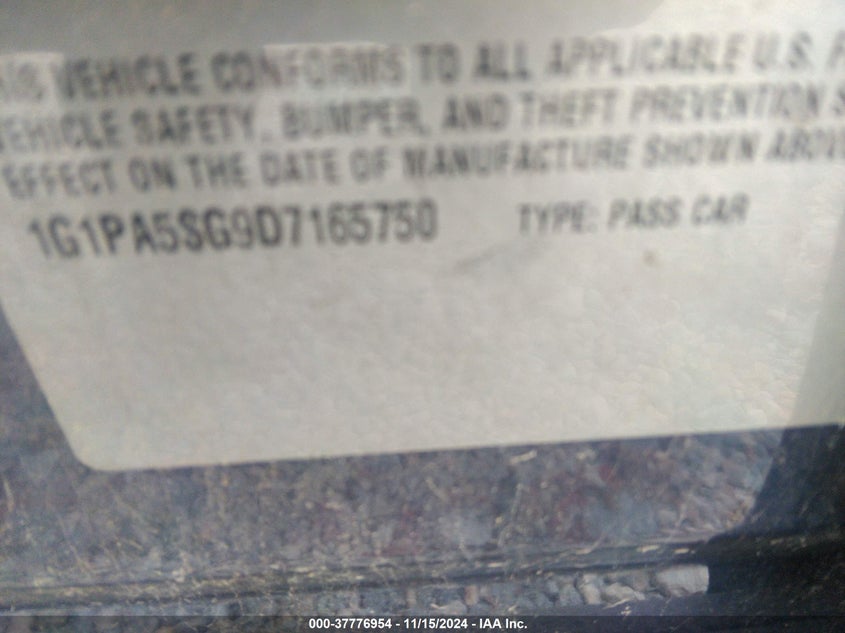 VEHICLE CONFORMS TO ALL APPLICABLE U.S. F
VEHICLE SAFETY, BUMPER, AND THEFT PREVENTION S
EFFECT ON THE DATE OF MANUFACTURE SHOWN ABOVE
1G1PA5SG9D7165750 TYPE: PASS CAR
000-37776954 - 11/15/2024 - IAA Inc.